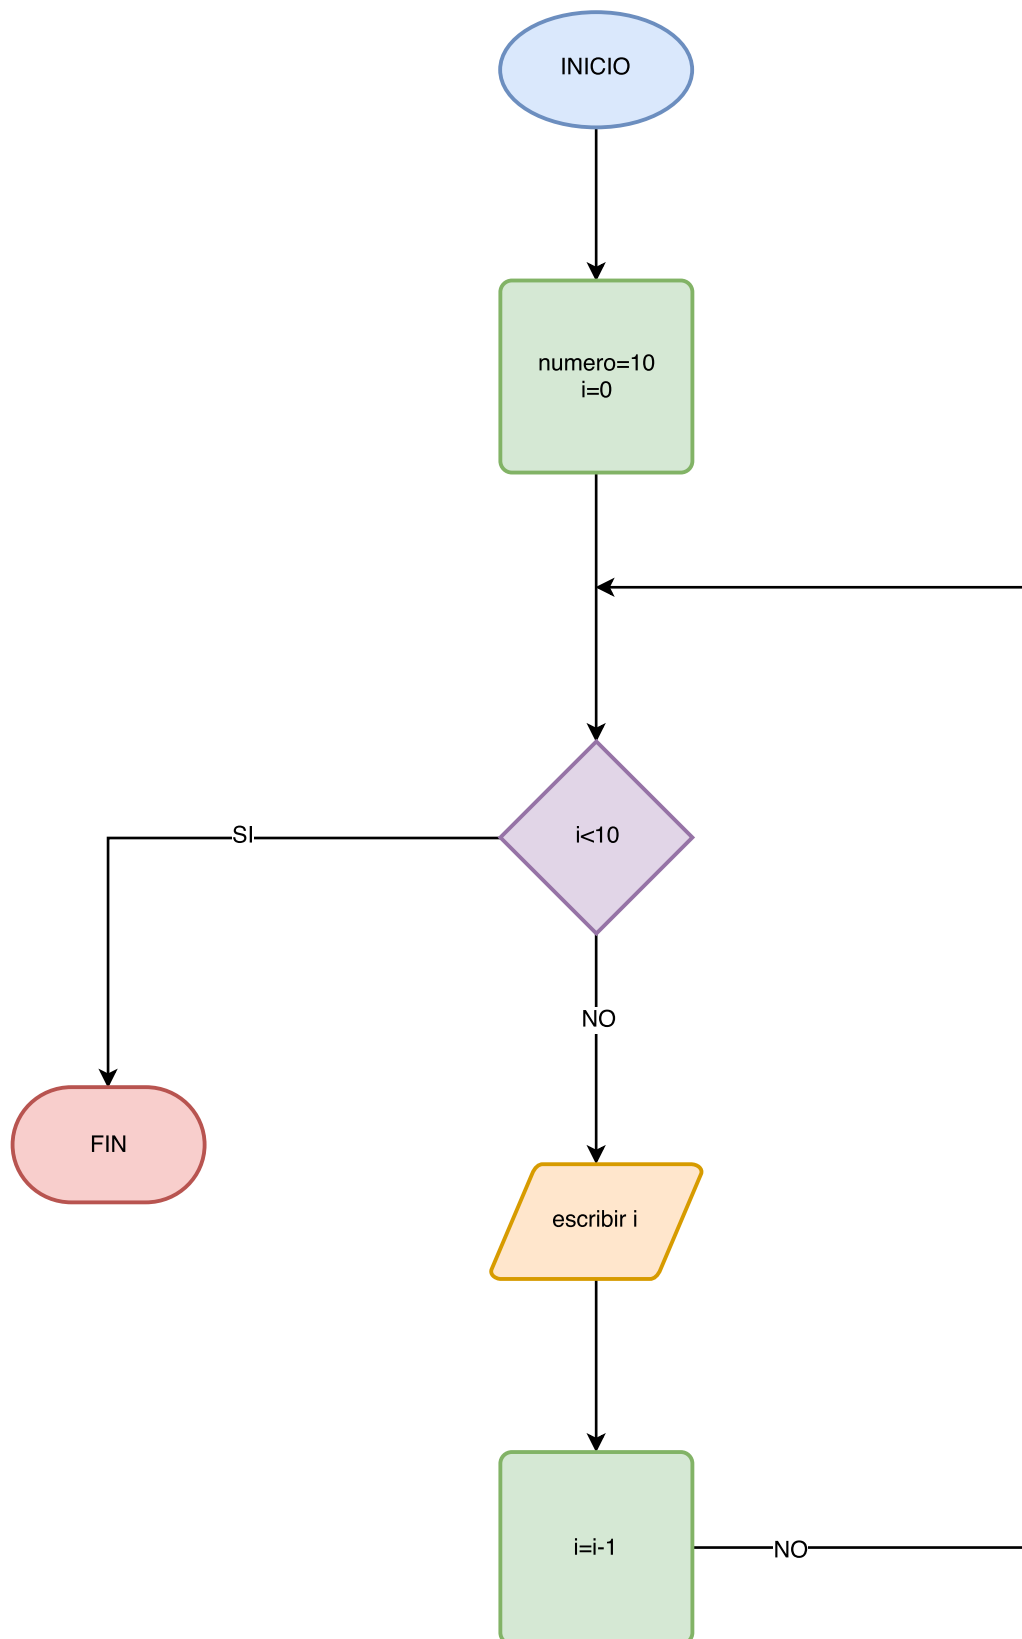 INICIO
numero=10
i=0
i<10
SI
NO
FIN
escribir i
i=i-1
NO